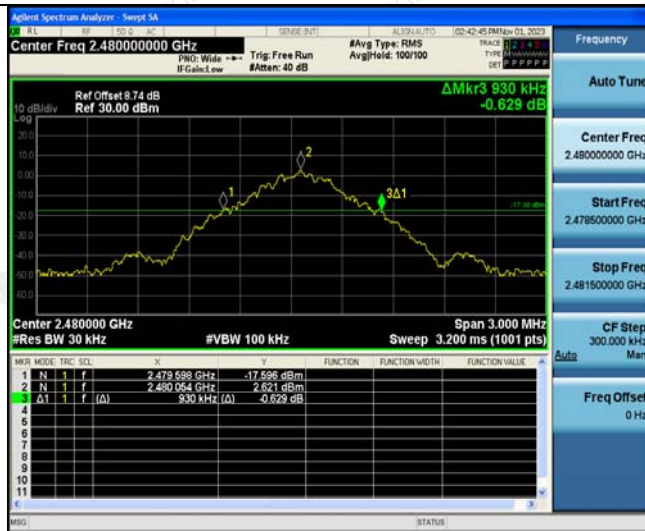 Agilent Spectrum Analyzer - Swept SA
RL RF 50 Ω AC SENSE:INT ALIGN AUTO 02:42:45 PM Nov 01, 2023
Center Freq 2.480000000 GHz
PNO: Wide
IFGain:Low
Trig: Free Run
#Atten: 40 dB
#Avg Type: RMS
Avg|Hold: 100/100
TRACE 1 2 3 4 5 6
TYPE M
DET P P P P P P
Ref Offset 8.74 dB
Ref 30.00 dBm
10 dB/div
Log
ΔMkr3 930 kHz
-0.629 dB
20.0
10.0
0.00
-10.0
-20.0
-30.0
-40.0
-50.0
-60.0
1
2
3Δ1
-17.38 dBm
Center 2.480000 GHz
Span 3.000 MHz
#Res BW 30 kHz
#VBW 100 kHz
Sweep 3.200 ms (1001 pts)
MKR MODE TRC SCL X Y FUNCTION FUNCTION WIDTH FUNCTION VALUE
1 N 1 f 2.479 598 GHz -17.596 dBm
2 N 1 f 2.480 054 GHz 2.621 dBm
3 Δ1 1 f (Δ) 930 kHz (Δ) -0.629 dB
4
5
6
7
8
9
10
11
MSG
STATUS
Frequency
Auto Tune
Center Freq
2.480000000 GHz
Start Freq
2.478500000 GHz
Stop Freq
2.481500000 GHz
CF Step
300.000 kHz
Auto Man
Freq Offset
0 Hz